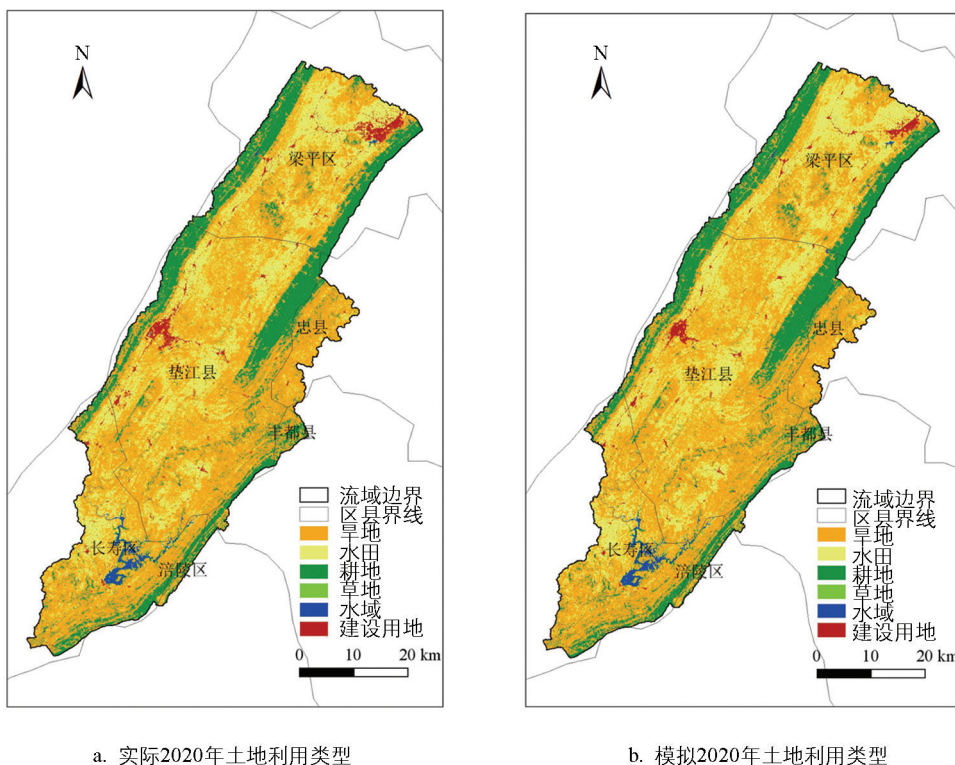 N
梁平区
忠县
垫江县
丰都县
长寿区
涪陵区
流域边界
区县界线
旱地
水田
耕地
草地
水域
建设用地
0 10 20 km
a. 实际2020年土地利用类型
N
梁平区
忠县
垫江县
丰都县
长寿区
涪陵区
流域边界
区县界线
旱地
水田
耕地
草地
水域
建设用地
0 10 20 km
b. 模拟2020年土地利用类型